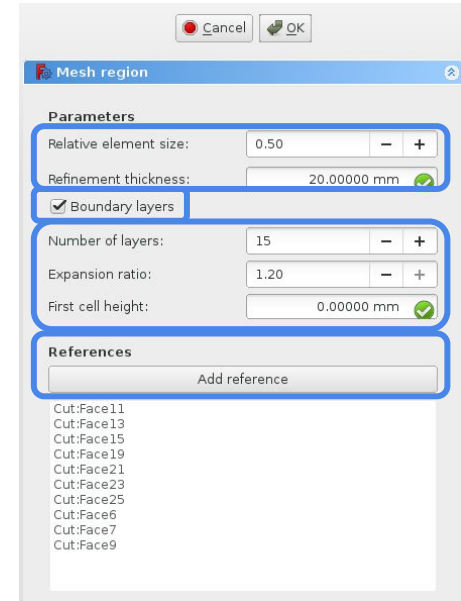 Cancel OK
Mesh region
Parameters
Relative element size: 0.50 − +
Refinement thickness: 20.00000 mm
Boundary layers
Number of layers: 15 − +
Expansion ratio: 1.20 − +
First cell height: 0.00000 mm
References
Add reference
Cut:Face11
Cut:Face13
Cut:Face15
Cut:Face19
Cut:Face21
Cut:Face23
Cut:Face25
Cut:Face6
Cut:Face7
Cut:Face9